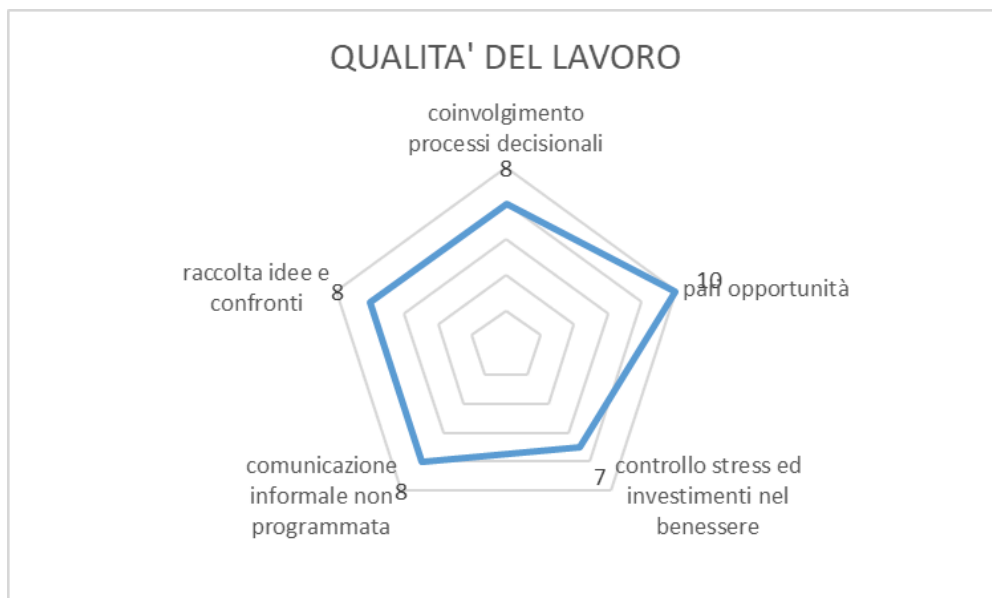 QUALITA' DEL LAVORO
coinvolgimento
processi decisionali
8
10
pari opportunità
controllo stress ed
investimenti nel
benessere
7
comunicazione
informale non
programmata
8
raccolta idee e
confronti
8